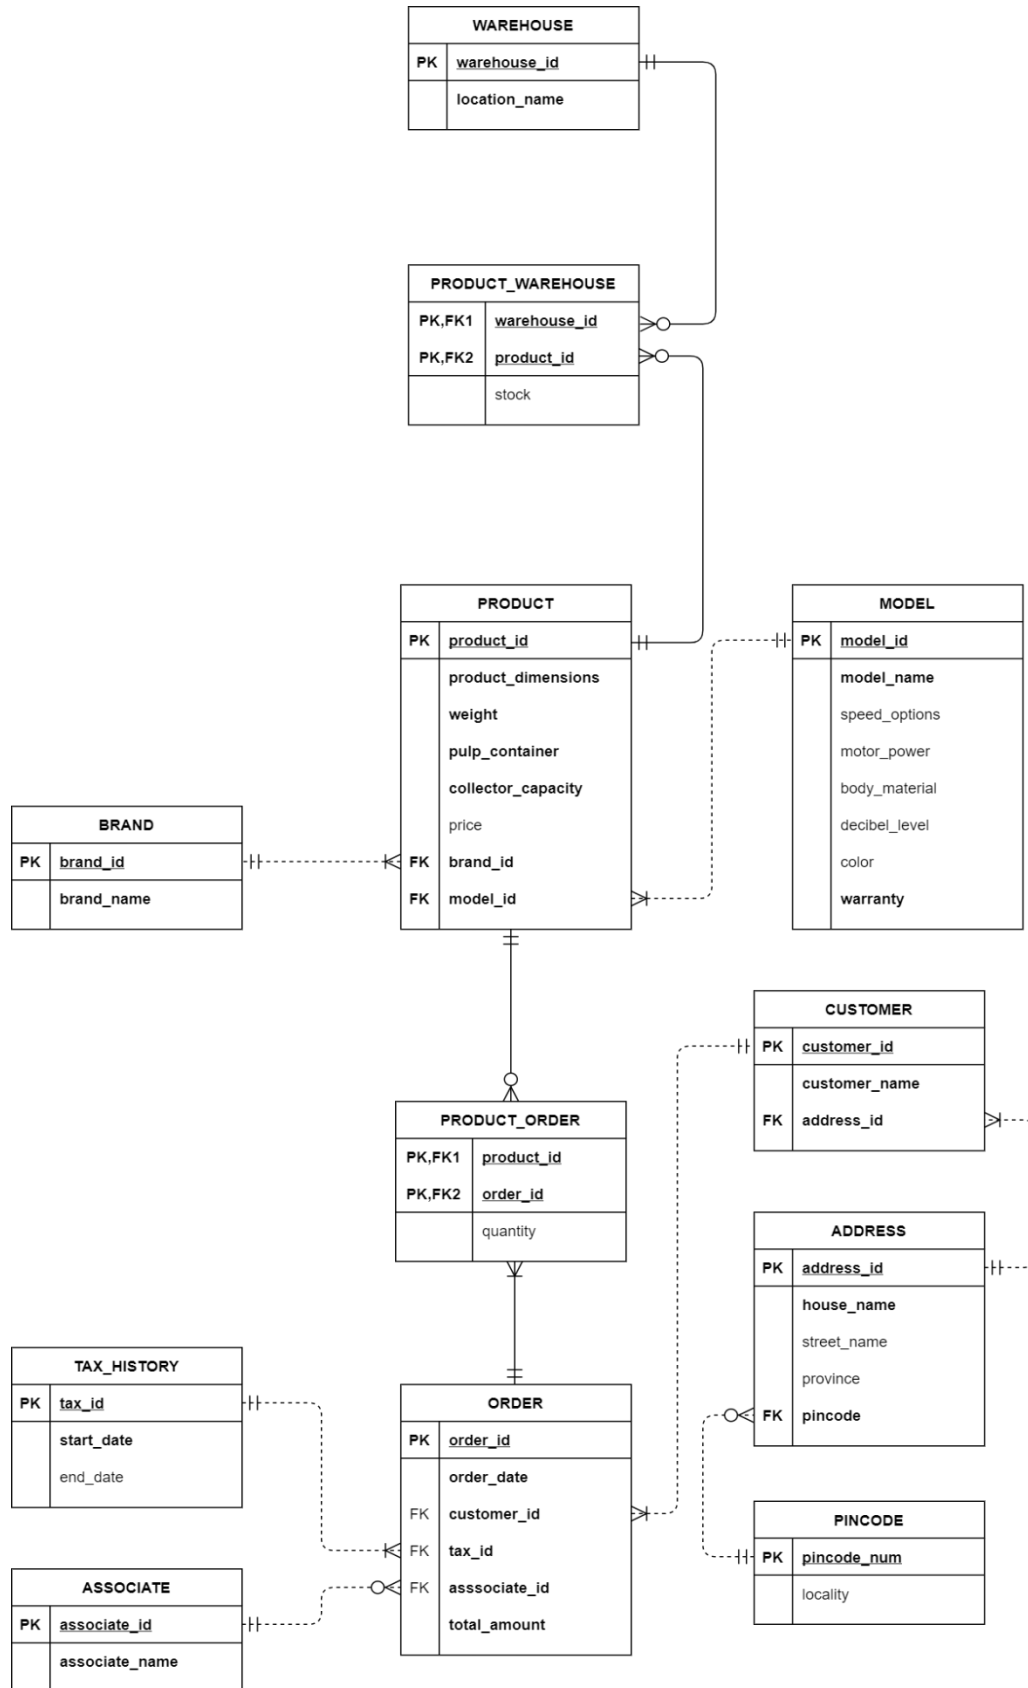 WAREHOUSE
PK warehouse_id
location_name
PRODUCT_WAREHOUSE
PK,FK1 warehouse_id
PK,FK2 product_id
stock
PRODUCT
PK product_id
product_dimensions
weight
pulp_container
collector_capacity
price
FK brand_id
FK model_id
MODEL
PK model_id
model_name
speed_options
motor_power
body_material
decibel_level
color
warranty
BRAND
PK brand_id
brand_name
CUSTOMER
PK customer_id
customer_name
FK address_id
PRODUCT_ORDER
PK,FK1 product_id
PK,FK2 order_id
quantity
ADDRESS
PK address_id
house_name
street_name
province
FK pincode
TAX_HISTORY
PK tax_id
start_date
end_date
ORDER
PK order_id
order_date
FK customer_id
FK tax_id
FK asssociate_id
total_amount
PINCODE
PK pincode_num
locality
ASSOCIATE
PK associate_id
associate_name